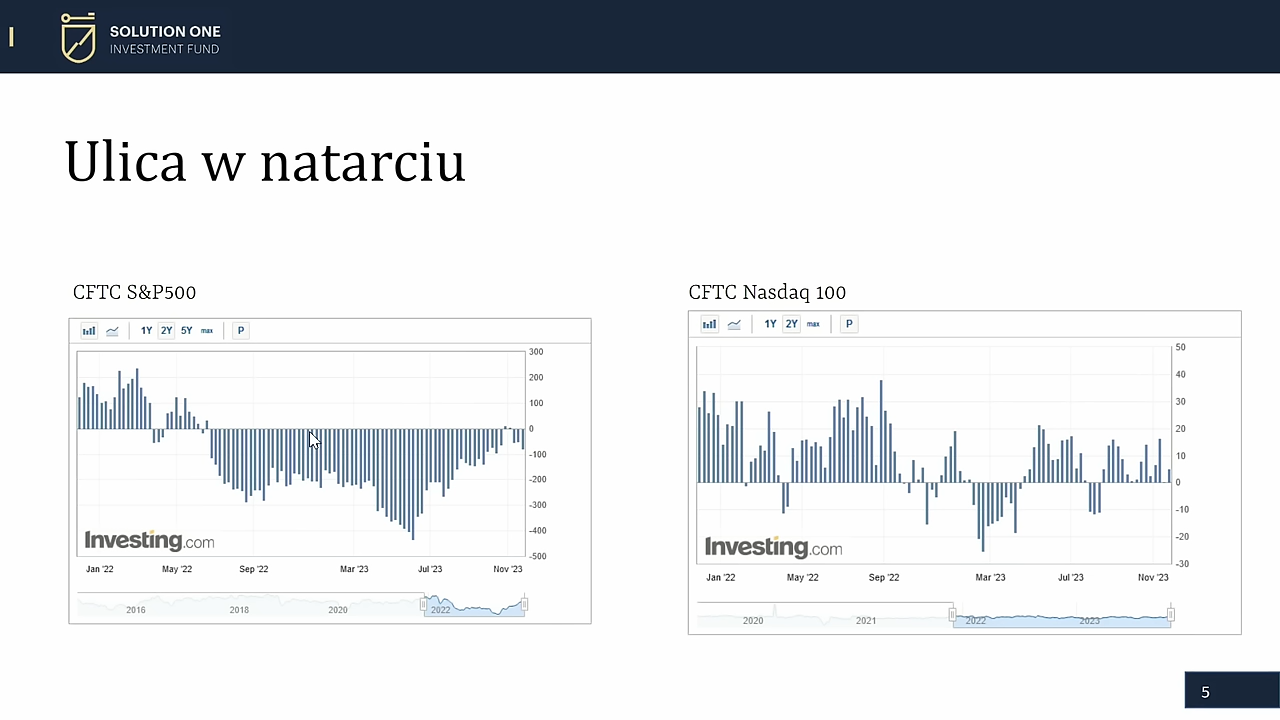 SOLUTION ONE
INVESTMENT FUND
Ulica w natarciu
CFTC S&P500
1Y 2Y 5Y max P
300
200
100
0
-100
-200
-300
-400
-500
Investing.com
Jan '22 May '22 Sep '22 Mar '23 Jul '23 Nov '23
2016 2018 2020 2022
CFTC Nasdaq 100
1Y 2Y max P
50
40
30
20
10
0
-10
-20
-30
Investing.com
Jan '22 May '22 Sep '22 Mar '23 Jul '23 Nov '23
2020 2021 2022 2023
5